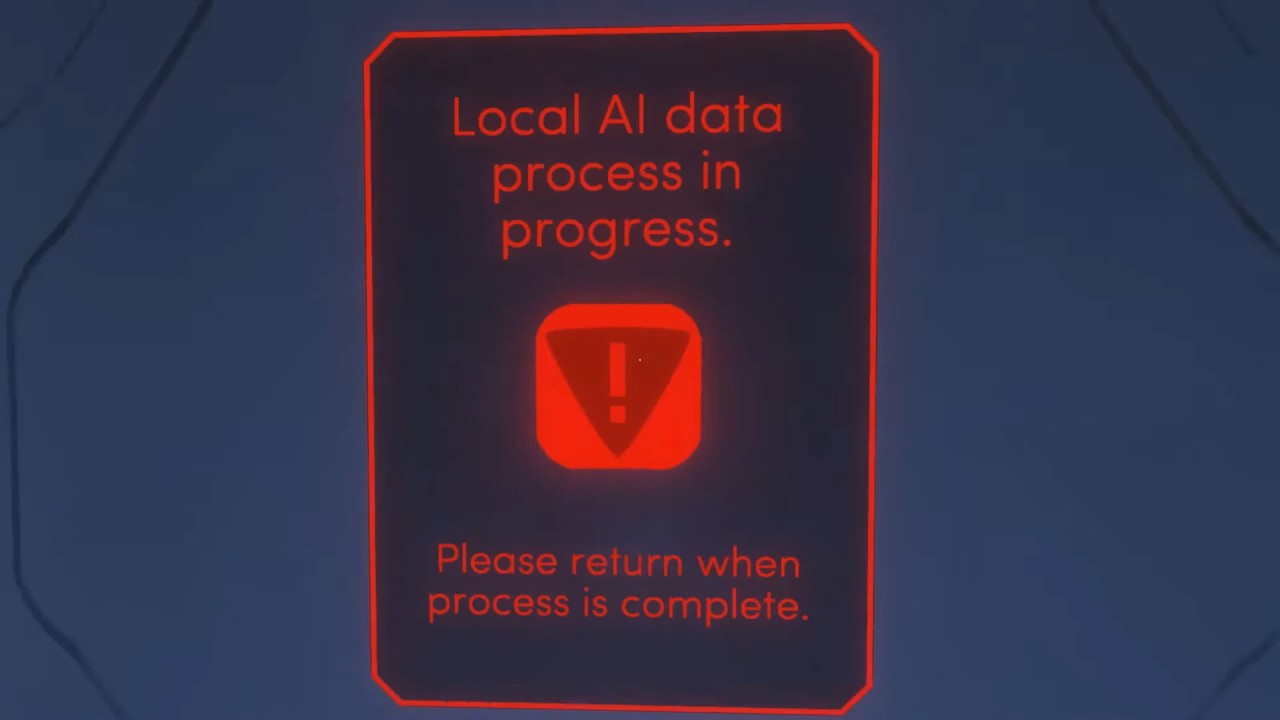 Local AI data
process in
progress.
!
Please return when
process is complete.